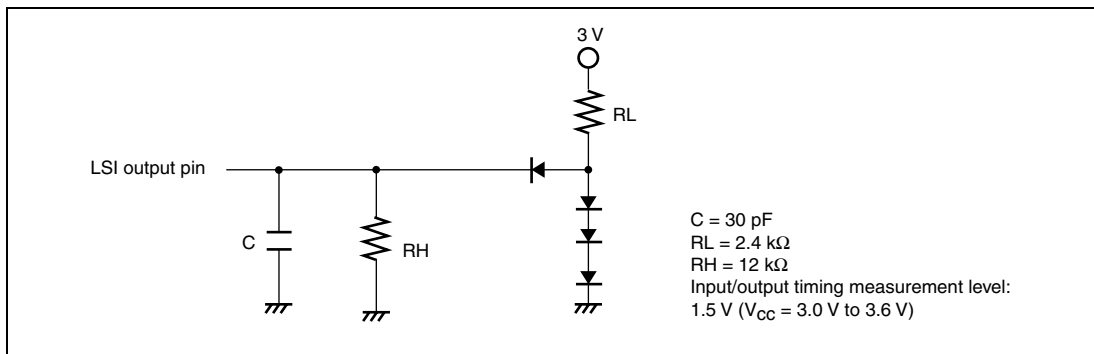 3 V
RL
LSI output pin
C
RH
C = 30 pF
RL = 2.4 kΩ
RH = 12 kΩ
Input/output timing measurement level:
1.5 V (VCC = 3.0 V to 3.6 V)